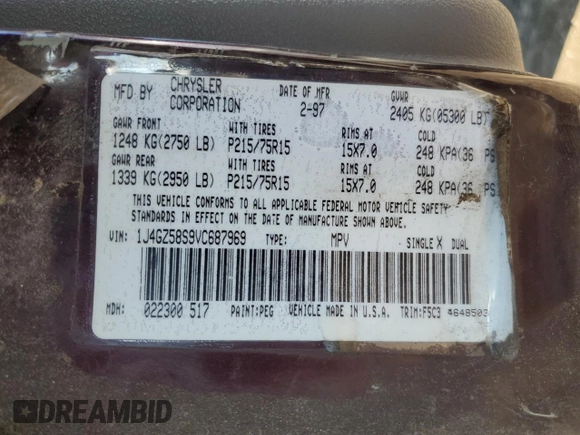 MFD BY CHRYSLER CORPORATION DATE OF MFR 2-97 GVWR 2405 KG(05300 LB)
GAWR FRONT WITH TIRES RIMS AT COLD
1248 KG(2750 LB) P215/75R15 15X7.0 248 KPA(36 PS
GAWR REAR WITH TIRES RIMS AT COLD
1339 KG(2950 LB) P215/75R15 15X7.0 248 KPA(36 PS
THIS VEHICLE CONFORMS TO ALL APPLICABLE FEDERAL MOTOR VEHICLE SAFETY
STANDARDS IN EFFECT ON THE DATE OF MANUFACTURE SHOWN ABOVE.
VIN: 1J4GZ58S9VC687969 TYPE: MPV SINGLE X DUAL
MDH: 022300 517 PAINT:PEG VEHICLE MADE IN U.S.A. TRIM:F5C3 4648503
DREAMBID